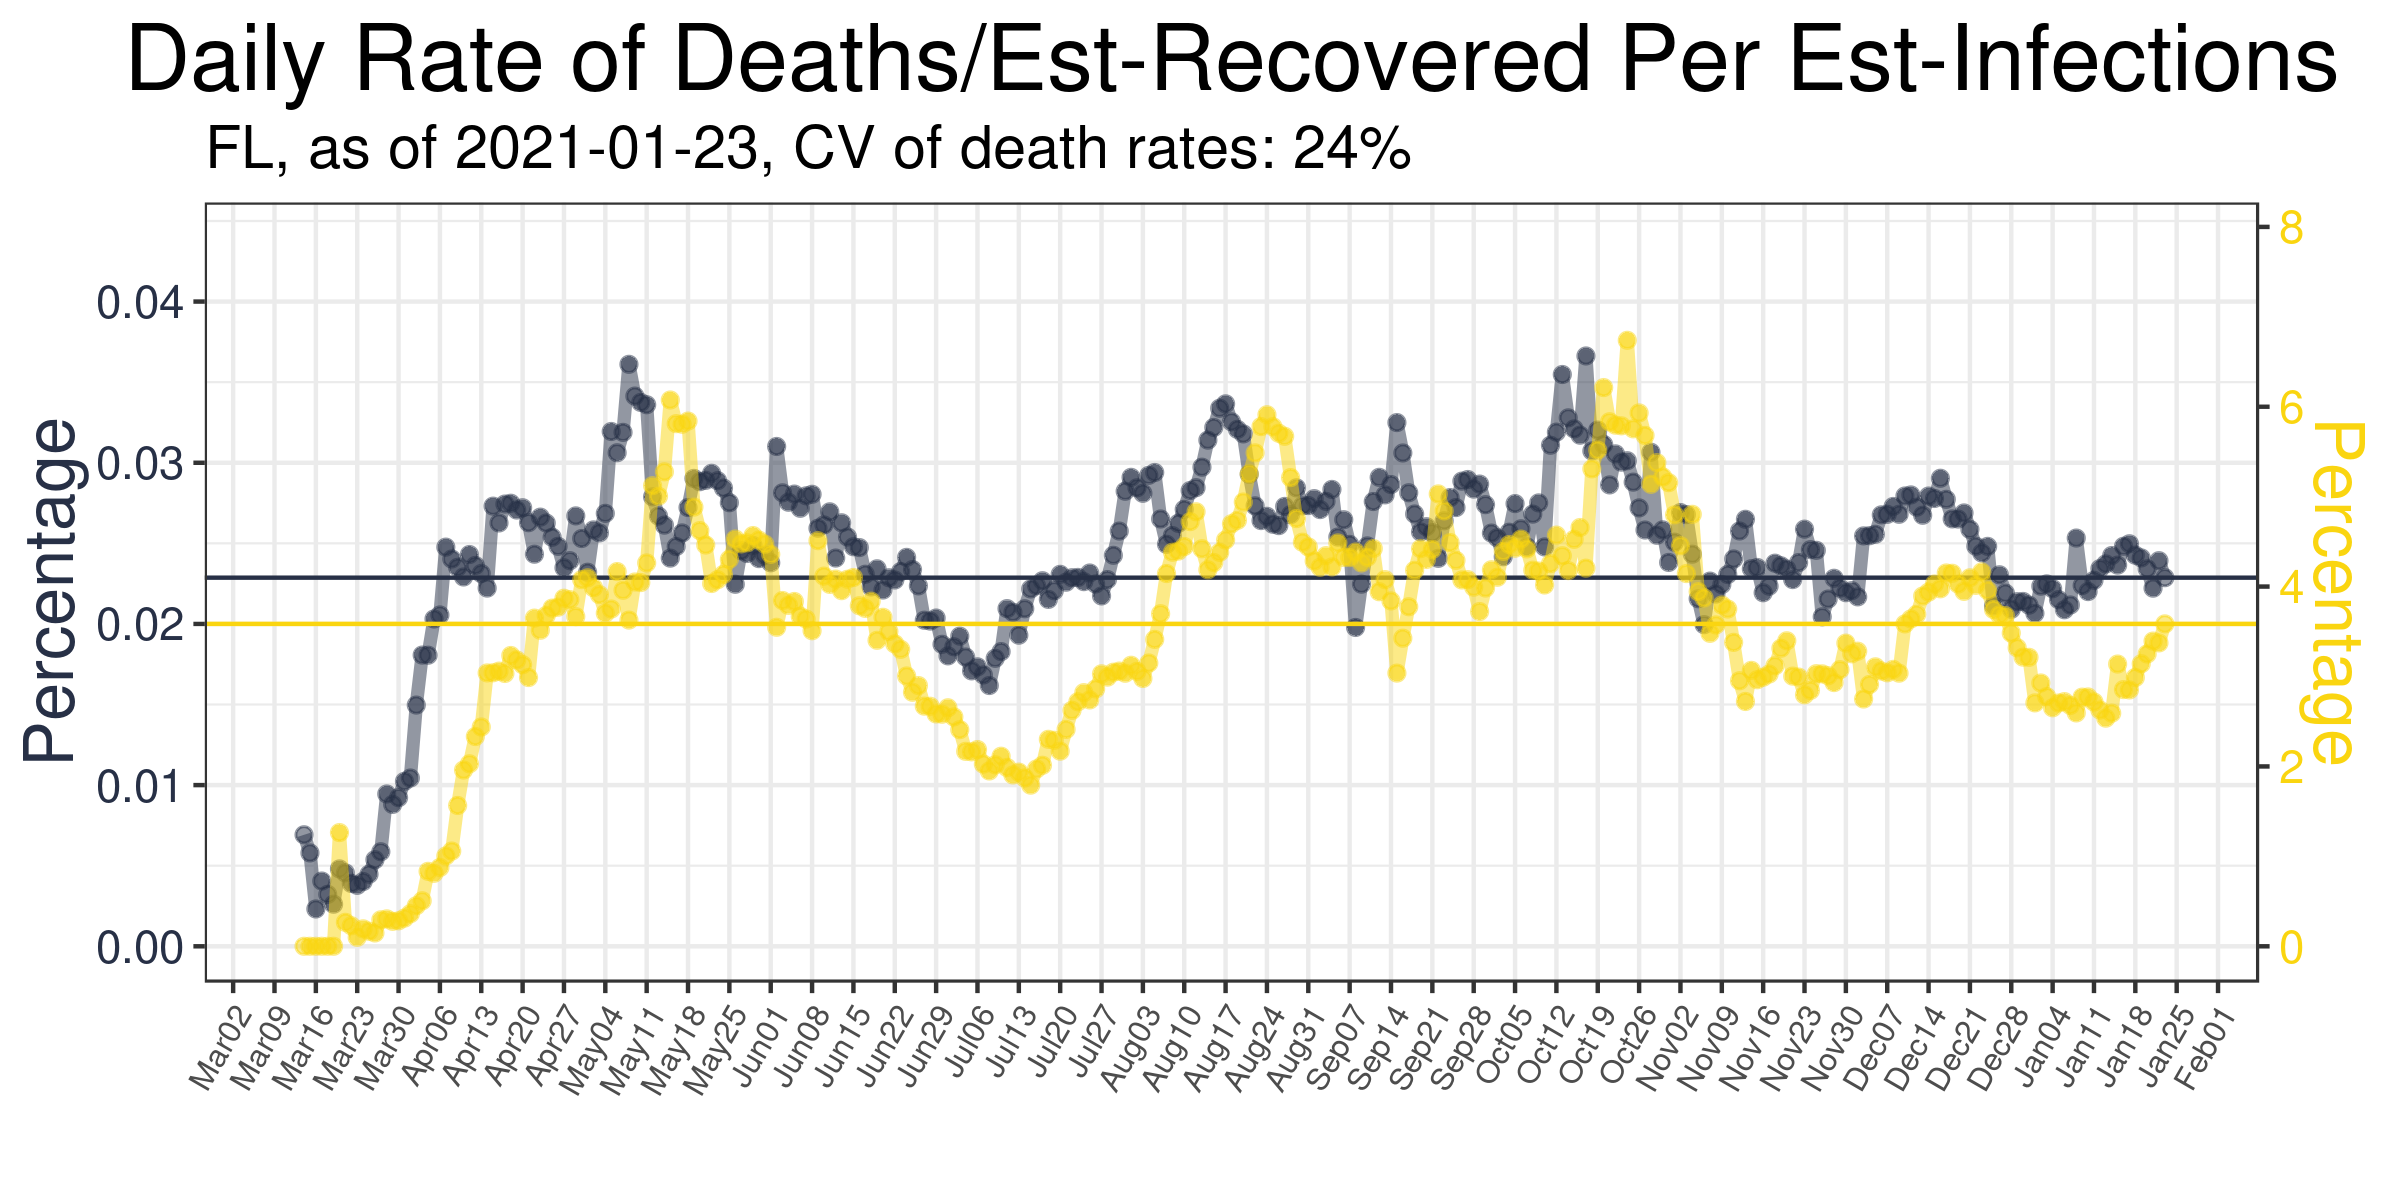 Daily Rate of Deaths/Est-Recovered Per Est-Infections
FL, as of 2021-01-23, CV of death rates: 24%
Percentage
0.04
0.03
0.02
0.01
0.00
8
6
4
2
0
Percentage
Mar02
Mar09
Mar16
Mar23
Mar30
Apr06
Apr13
Apr20
Apr27
May04
May11
May18
May25
Jun01
Jun08
Jun15
Jun22
Jun29
Jul06
Jul13
Jul20
Jul27
Aug03
Aug10
Aug17
Aug24
Aug31
Sep07
Sep14
Sep21
Sep28
Oct05
Oct12
Oct19
Oct26
Nov02
Nov09
Nov16
Nov23
Nov30
Dec07
Dec14
Dec21
Dec28
Jan04
Jan11
Jan18
Jan25
Feb01